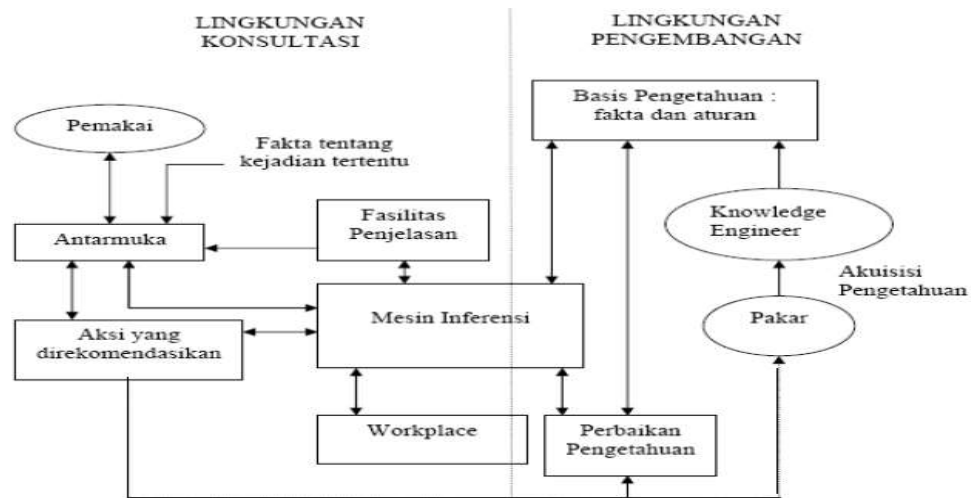 LINGKUNGAN
KONSULTASI
LINGKUNGAN
PENGEMBANGAN
Basis Pengetahuan :
fakta dan aturan
Pemakai
Fakta tentang
kejadian tertentu
Fasilitas
Penjelasan
Knowledge
Engineer
Antarmuka
Akuisisi
Pengetahuan
Mesin Inferensi
Pakar
Aksi yang
direkomendasikan
Workplace
Perbaikan
Pengetahuan